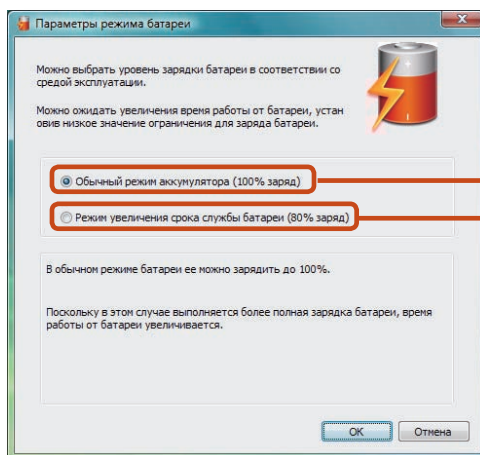 Параметры режима батареи
Можно выбрать уровень зарядки батареи в соответствии со
средой эксплуатации.
Можно ожидать увеличения время работы от батареи, устан
овив низкое значение ограничения для заряда батареи.
Обычный режим аккумулятора (100% заряд)
Режим увеличения срока службы батареи (80% заряд)
В обычном режиме батареи ее можно зарядить до 100%.
Поскольку в этом случае выполняется более полная зарядка батареи, время
работы от батареи увеличивается.
OK Отмена